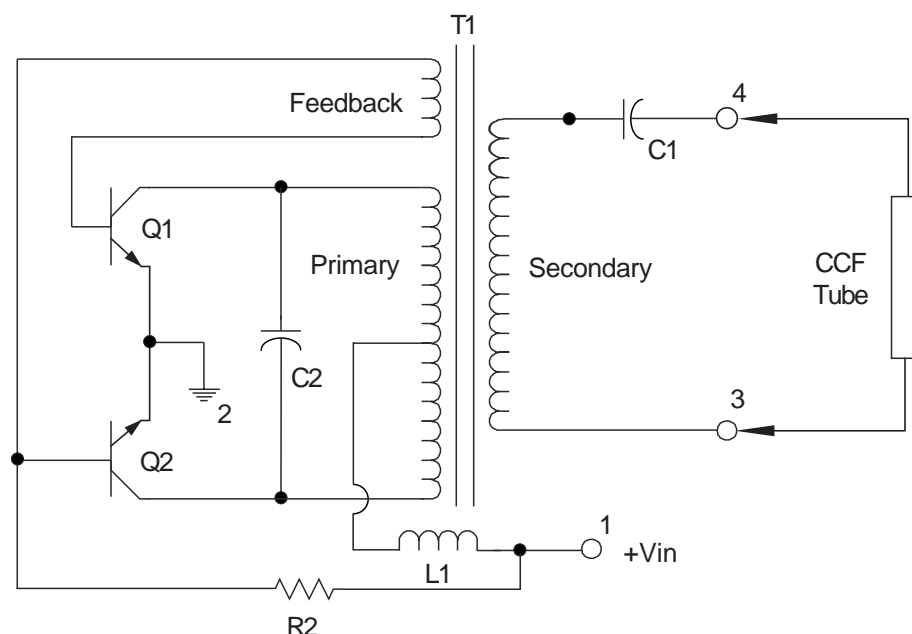 T1
Feedback
4
C1
Q1
Primary
Secondary
CCF
Tube
C2
2
3
Q2
1
+Vin
L1
R2